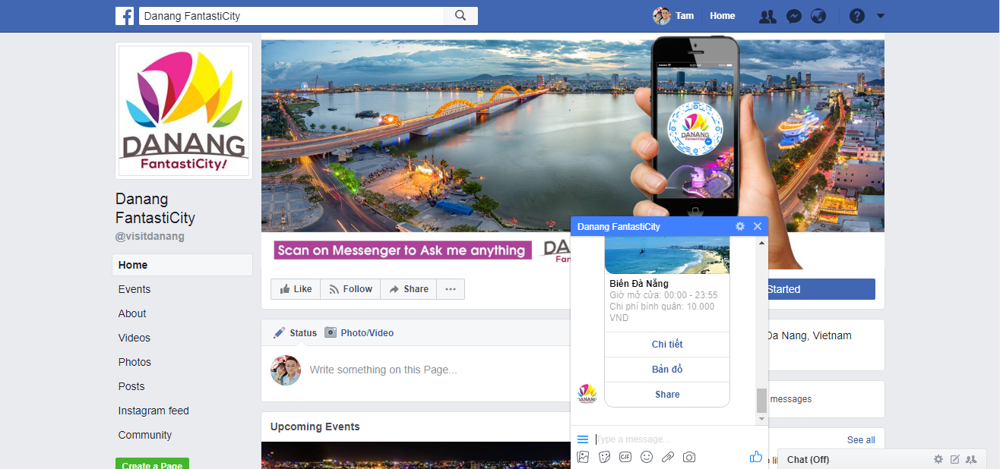 Danang FantastiCity
Tam
Home
DANANG
FantastiCity!
Danang
FantastiCity
@visitdanang
Home
Events
About
Videos
Photos
Posts
Instagram feed
Community
Create a Page
DANANG
FantastiCity!
Scan on Messenger to Ask me anything
DA
Fan
Like
Follow
Share
Started
Status
Photo/Video
Write something on this Page...
Upcoming Events
Danang FantastiCity
Biên Đà Nẵng
Giờ mở cửa: 00:00 - 23:55
Chi phí bình quân: 10.000
VND
Chi tiết
Bản đồ
Share
DANANG
Type a message...
GIF
Da Nang, Vietnam
messages
See all
Chat (Off)